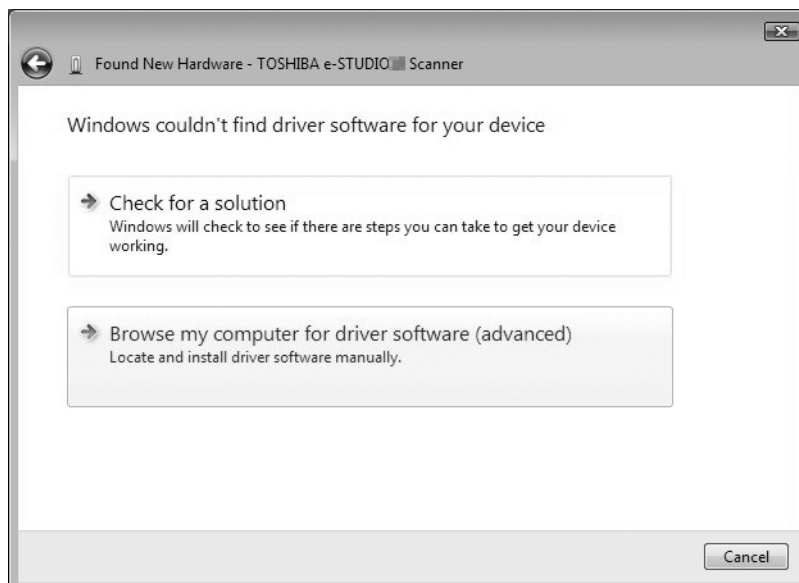 Found New Hardware - TOSHIBA e-STUDIO Scanner
Windows couldn't find driver software for your device
Check for a solution
Windows will check to see if there are steps you can take to get your device
working.
Browse my computer for driver software (advanced)
Locate and install driver software manually.
Cancel